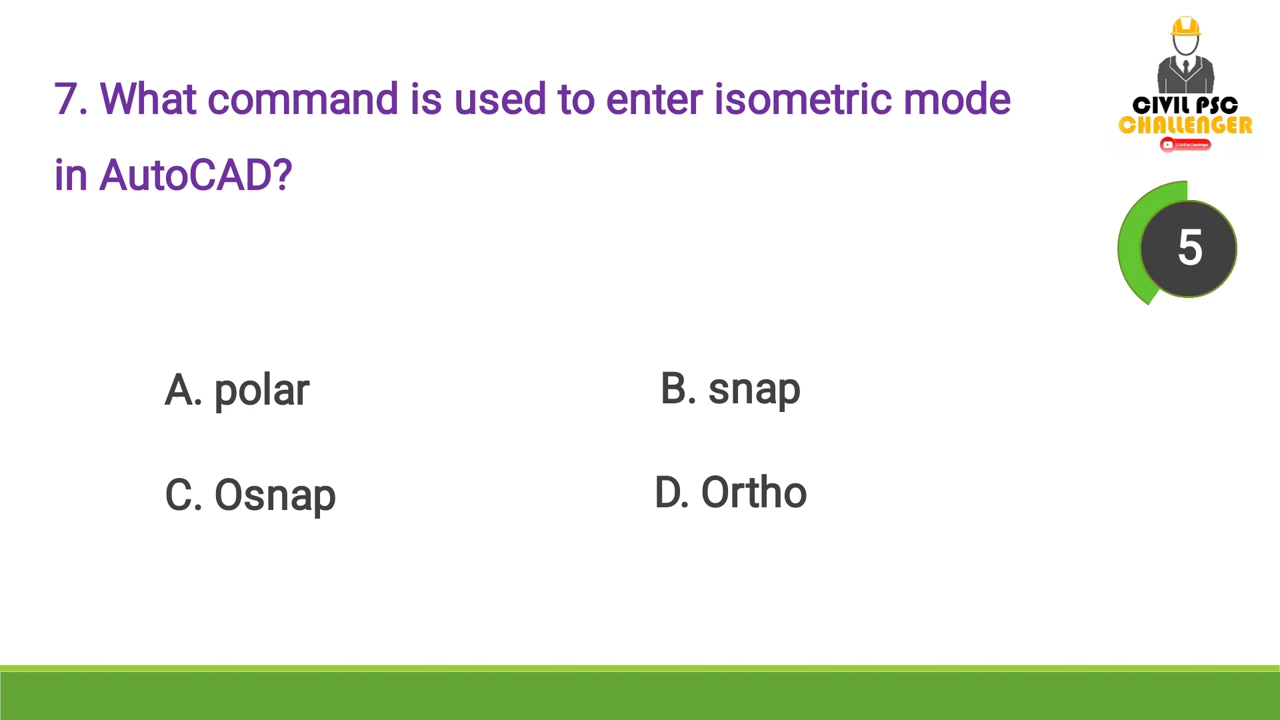 7. What command is used to enter isometric mode
in AutoCAD?
CIVIL PSC
CHALLENGER
5
A. polar
B. snap
C. Osnap
D. Ortho